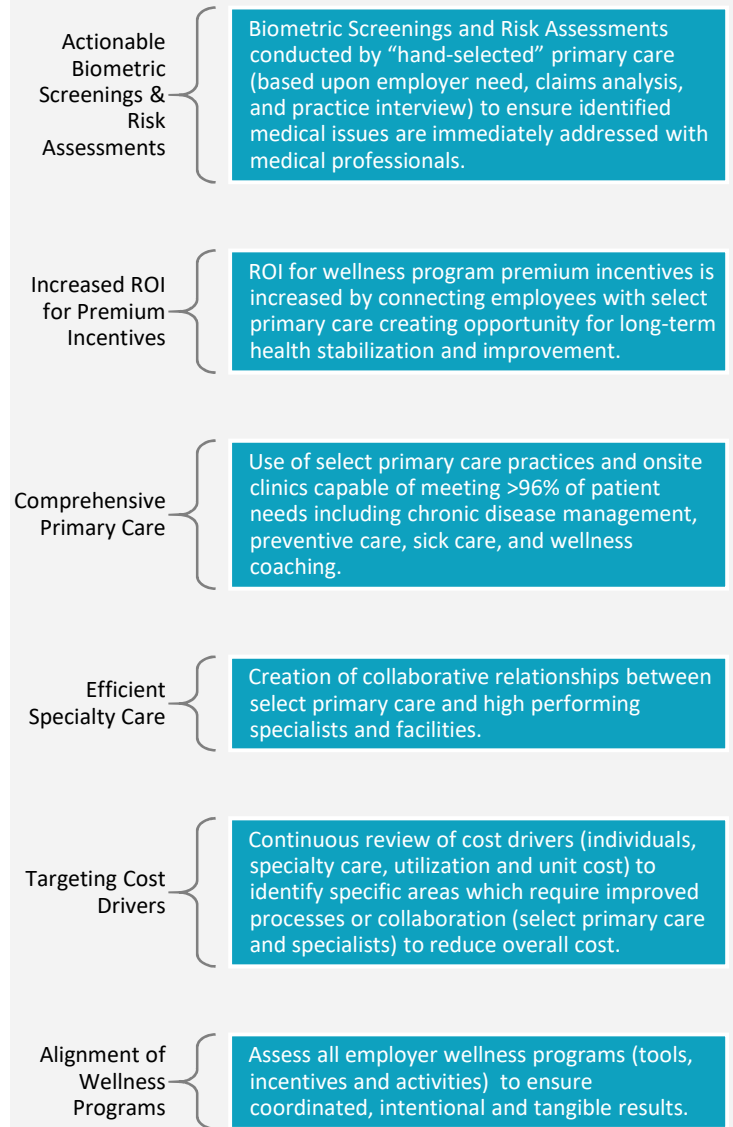 Actionable
Biometric
Screenings &
Risk
Assessments
Biometric Screenings and Risk Assessments
conducted by “hand-selected” primary care
(based upon employer need, claims analysis,
and practice interview) to ensure identified
medical issues are immediately addressed with
medical professionals.
Increased ROI
for Premium
Incentives
ROI for wellness program premium incentives is
increased by connecting employees with select
primary care creating opportunity for long-term
health stabilization and improvement.
Comprehensive
Primary Care
Use of select primary care practices and onsite
clinics capable of meeting >96% of patient
needs including chronic disease management,
preventive care, sick care, and wellness
coaching.
Efficient
Specialty Care
Creation of collaborative relationships between
select primary care and high performing
specialists and facilities.
Targeting Cost
Drivers
Continuous review of cost drivers (individuals,
specialty care, utilization and unit cost) to
identify specific areas which require improved
processes or collaboration (select primary care
and specialists) to reduce overall cost.
Alignment of
Wellness
Programs
Assess all employer wellness programs (tools,
incentives and activities)  to ensure
coordinated, intentional and tangible results.